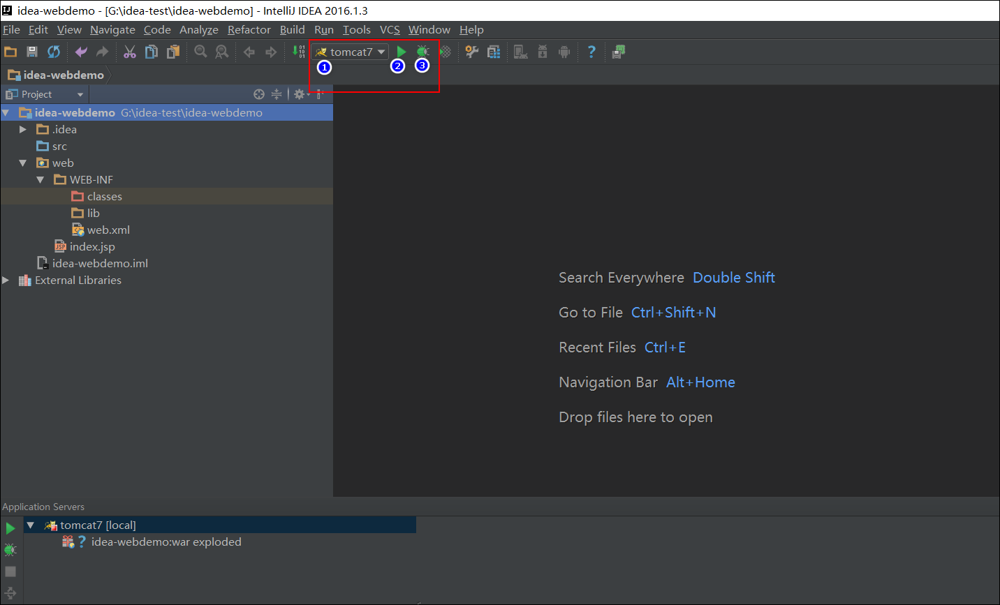 idea-webdemo - [G:\idea-test\idea-webdemo] - IntelliJ IDEA 2016.1.3
File Edit View Navigate Code Analyze Refactor Build Run Tools VCS Window Help
tomcat7
1 2 3
idea-webdemo
Project
idea-webdemo G:\idea-test\idea-webdemo
.idea
src
web
WEB-INF
classes
lib
web.xml
index.jsp
idea-webdemo.iml
External Libraries
Search Everywhere Double Shift
Go to File Ctrl+Shift+N
Recent Files Ctrl+E
Navigation Bar Alt+Home
Drop files here to open
Application Servers
tomcat7 [local]
idea-webdemo:war exploded